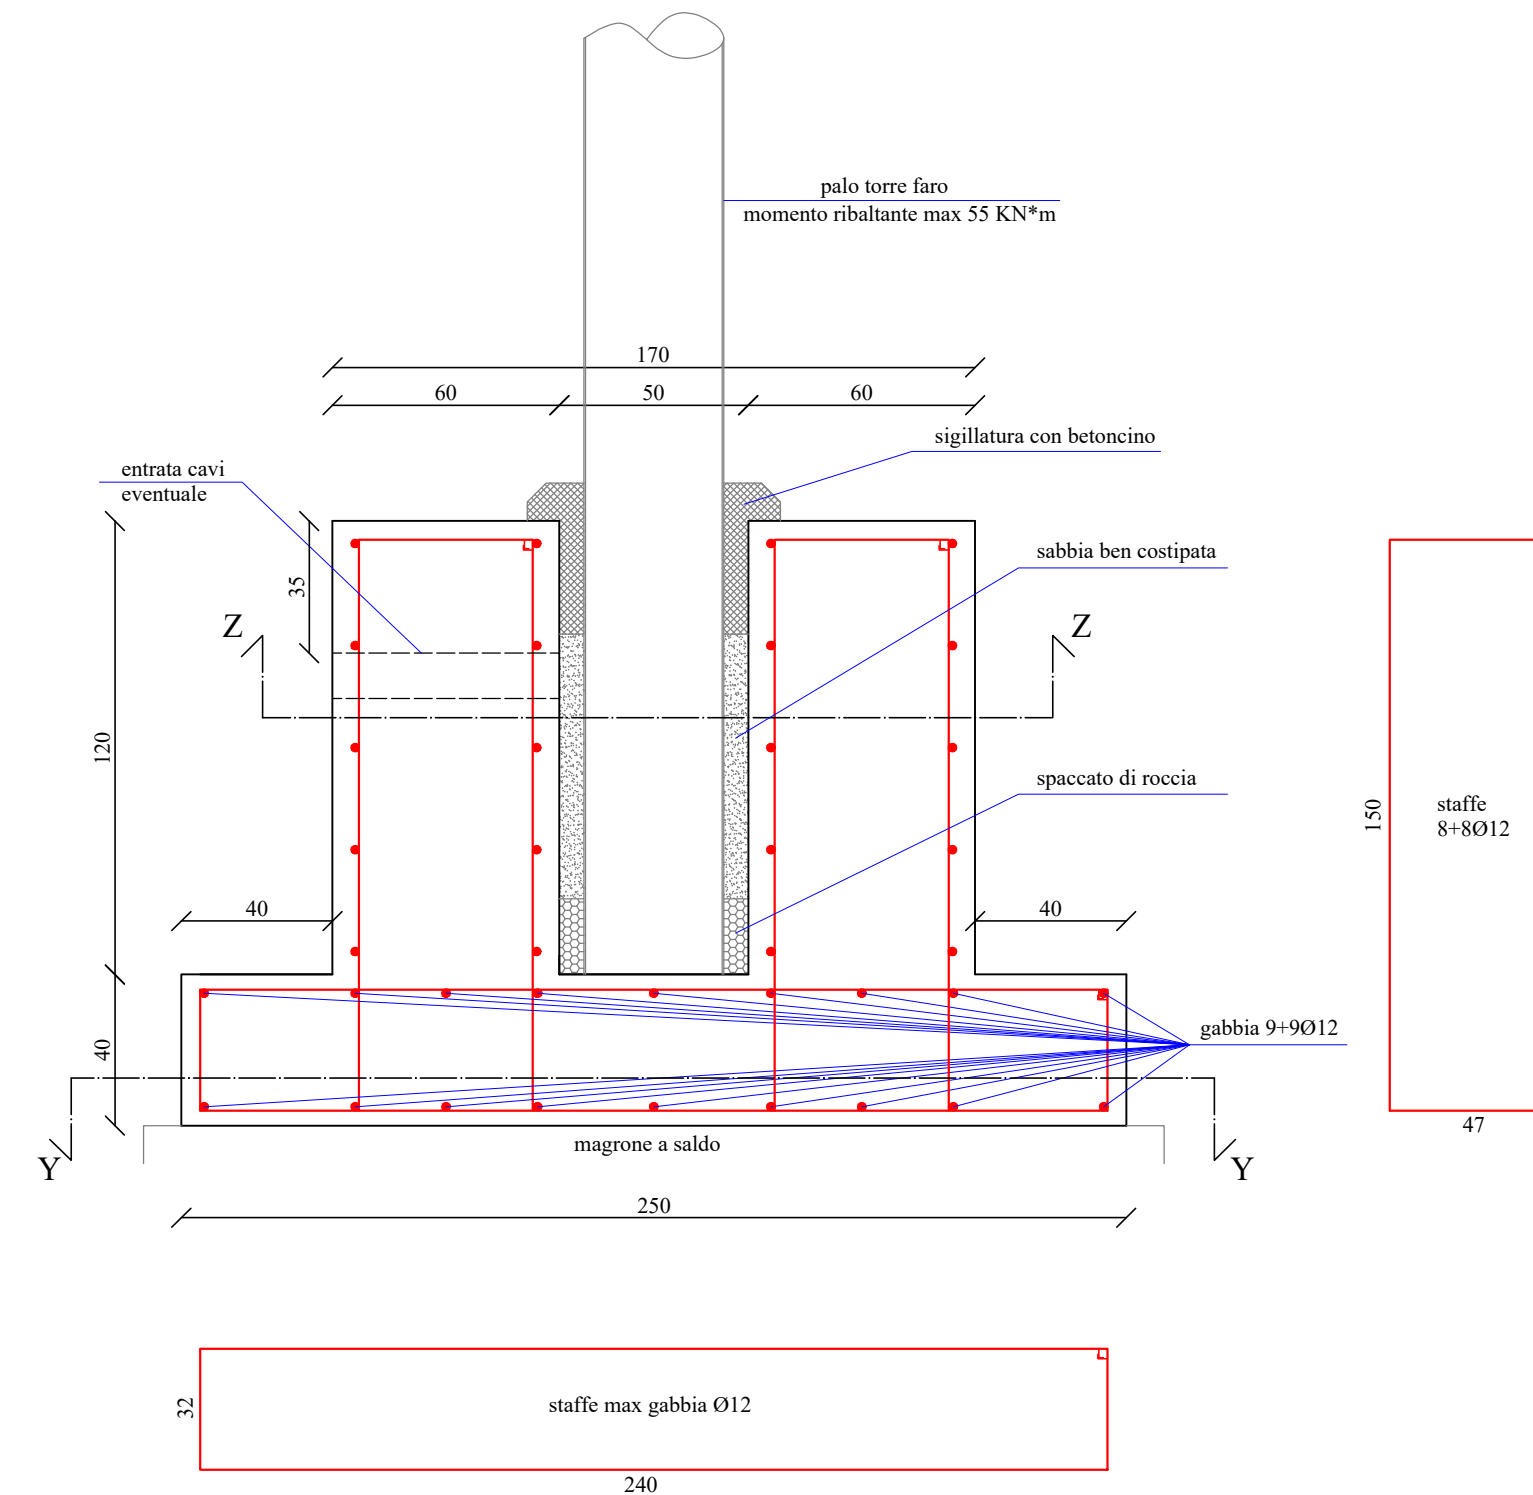 palo torre faro
momento ribaltante max 55 KN*m
170
60
50
60
sigillatura con betoncino
entrata cavi
eventuale
sabbia ben costipata
35
Z
Z
120
spaccato di roccia
150
staffe
8+8Ø12
40
40
gabbia 9+9Ø12
40
47
magrone a saldo
Y
Y
250
32
staffe max gabbia Ø12
240